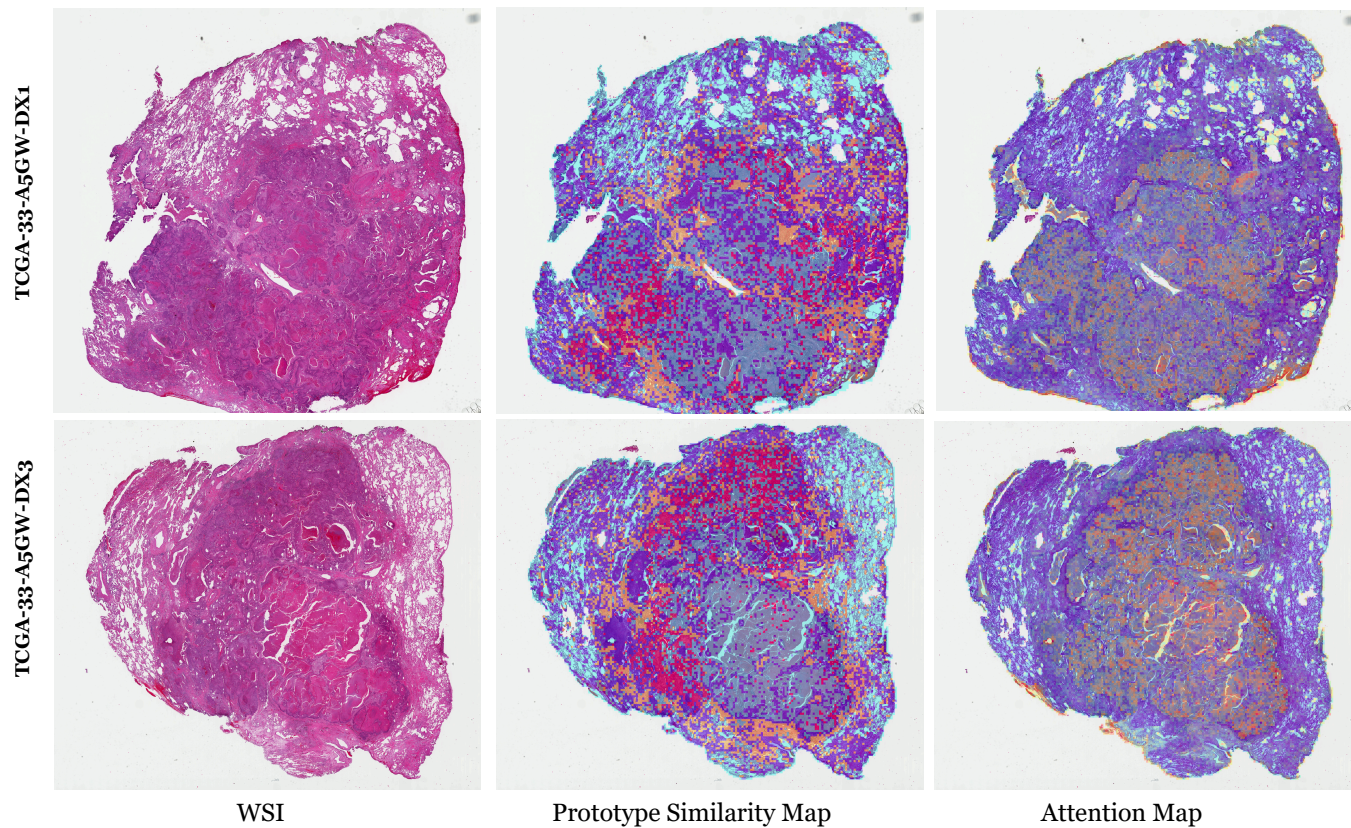 TCGA-33-A5GW-DX1
TCGA-33-A5GW-DX3
WSI
Prototype Similarity Map
Attention Map